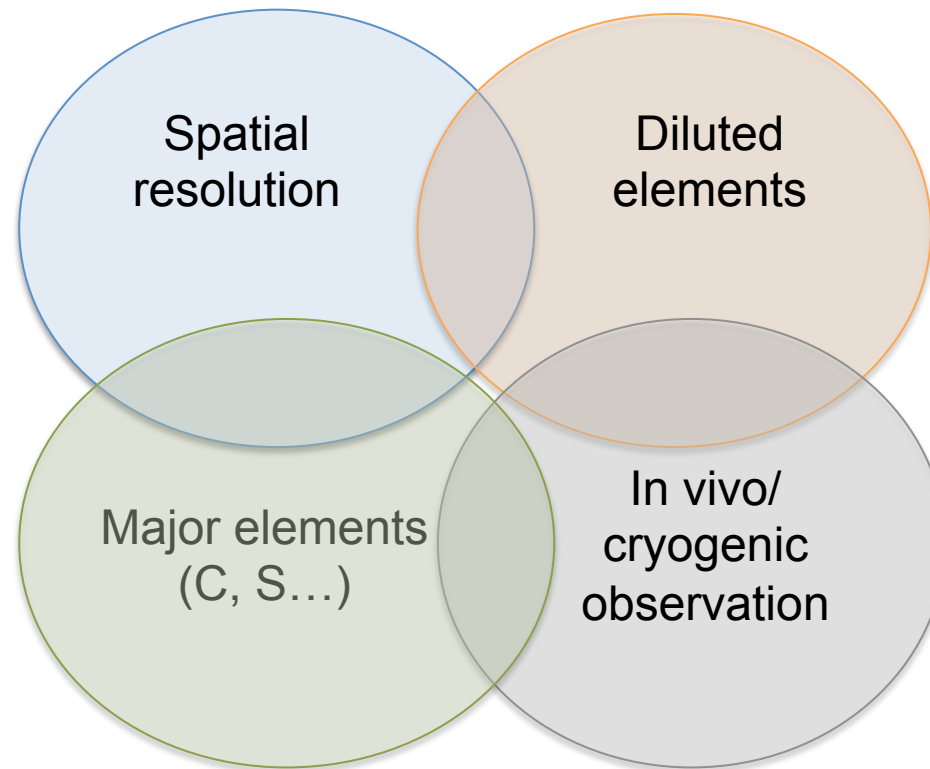 Spatial
resolution
Diluted
elements
Major elements
(C, S…)
In vivo/
cryogenic
observation